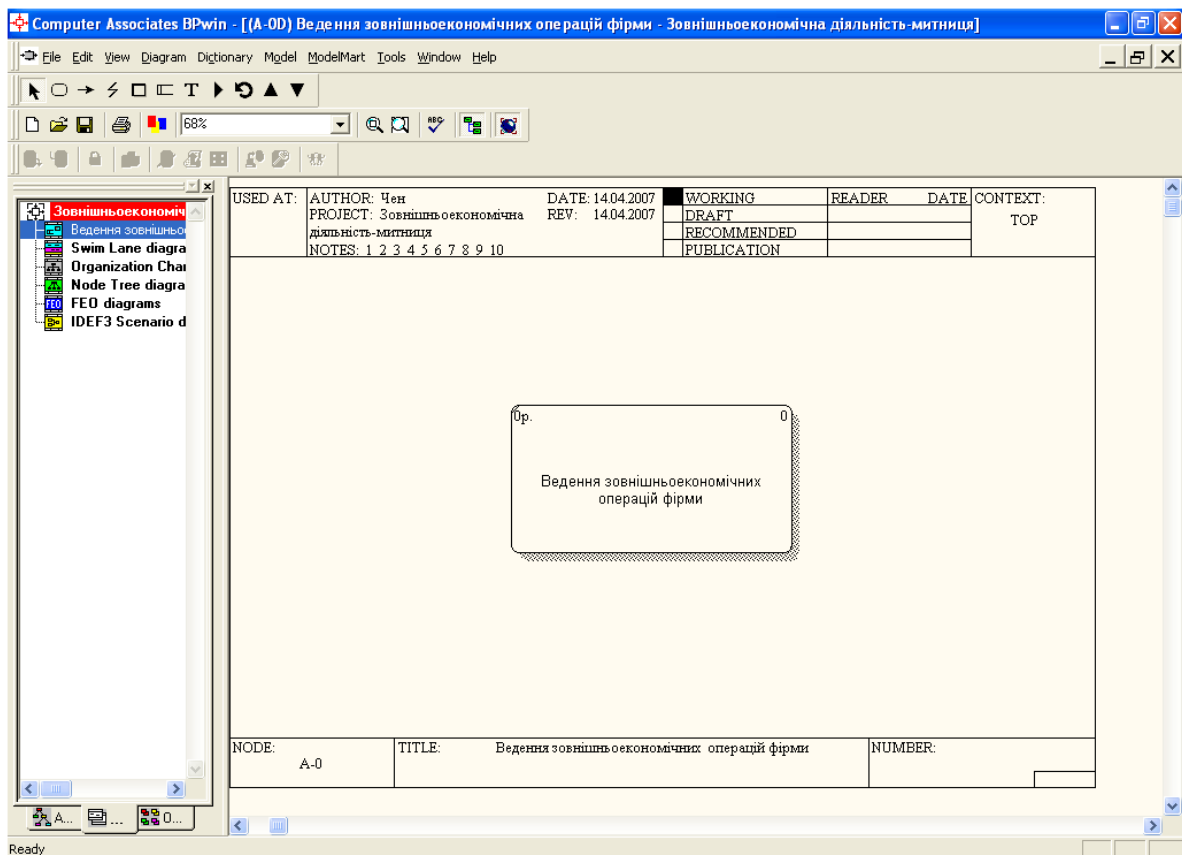 Computer Associates BPwin - [(A-0D) Ведення зовнішньоекономічних операцій фірми - Зовнішньоекономічна діяльність-митниця]
File Edit View Diagram Dictionary Model ModelMart Tools Window Help
T
68%
ABC
USED AT: AUTHOR: Чен DATE: 14.04.2007 WORKING READER DATE CONTEXT:
PROJECT: Зовнішньоекономічна REV: 14.04.2007 DRAFT TOP
діяльність-митниця RECOMMENDED
NOTES: 1 2 3 4 5 6 7 8 9 10 PUBLICATION
Зовнішньоекономіч
Ведення зовнішньо
Swim Lane diagra
Organization Cha
Node Tree diagra
FEO FEO diagrams
IDEF3 Scenario d
0р. 0
Ведення зовнішньоекономічних
операцій фірми
NODE: TITLE: Ведення зовнішньоекономічних операцій фірми NUMBER:
A-0
A... ... O...
Ready